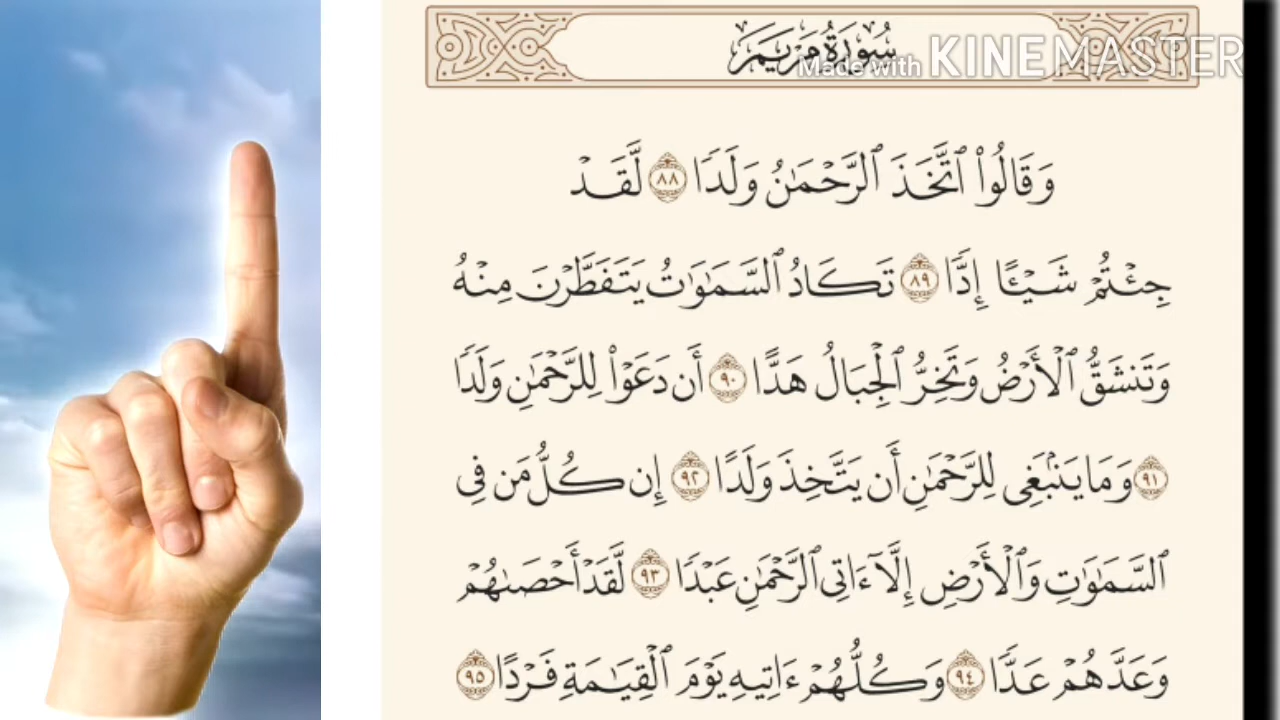 سُورَةُ مَرْيَمَ
Made with KINEMASTER
وَقَالُوا۟ ٱتَّخَذَ ٱلرَّحْمَٰنُ وَلَدًا ٨٨ لَّقَدْ
جِئْتُمْ شَيْـًٔا إِدًّا ٨٩ تَكَادُ ٱلسَّمَٰوَٰتُ يَتَفَطَّرْنَ مِنْهُ
وَتَنشَقُّ ٱلْأَرْضُ وَتَخِرُّ ٱلْجِبَالُ هَدًّا ٩٠ أَن دَعَوْا۟ لِلرَّحْمَٰنِ وَلَدًا
٩١ وَمَا يَنۢبَغِى لِلرَّحْمَٰنِ أَن يَتَّخِذَ وَلَدًا ٩٢ إِن كُلُّ مَن فِى
ٱلسَّمَٰوَٰتِ وَٱلْأَرْضِ إِلَّآ ءَاتِى ٱلرَّحْمَٰنِ عَبْدًا ٩٣ لَّقَدْ أَحْصَىٰهُمْ
وَعَدَّهُمْ عَدًّا ٩٤ وَكُلُّهُمْ ءَاتِيهِ يَوْمَ ٱلْقِيَٰمَةِ فَرْدًا ٩٥